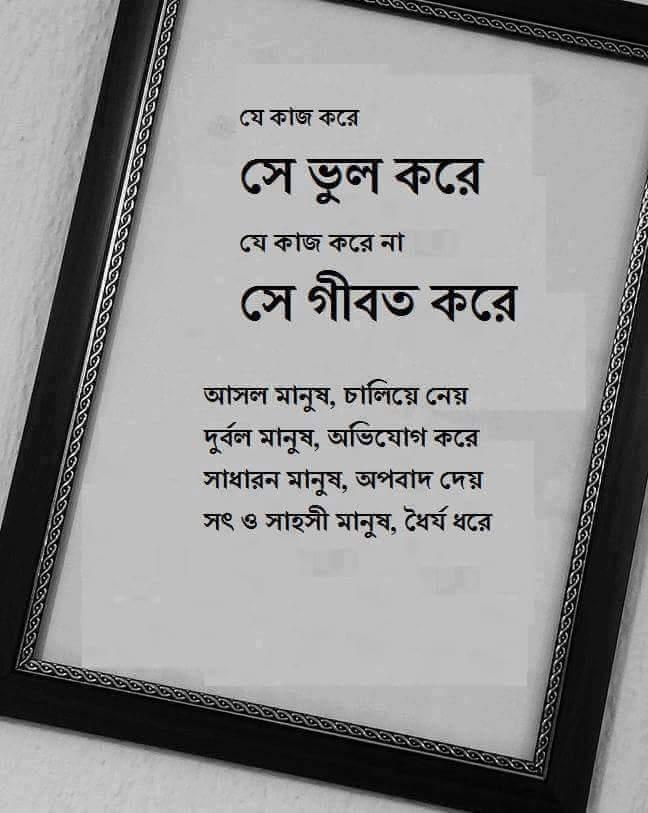 যে কাজ করে
সে ভুল করে
যে কাজ করে না
সে গীবত করে
আসল মানুষ, চালিয়ে নেয়
দুর্বল মানুষ, অভিযোগ করে
সাধারন মানুষ, অপবাদ দেয়
সৎ ও সাহসী মানুষ, ধৈর্য ধরে